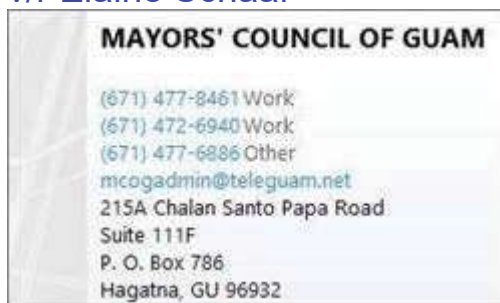 MAYORS' COUNCIL OF GUAM
(671) 477-8461 Work
(671) 472-6940 Work
(671) 477-6886 Other
mcogadmin@teleguam.net
215A Chalan Santo Papa Road
Suite 111F
P. O. Box 786
Hagatna, GU 96932